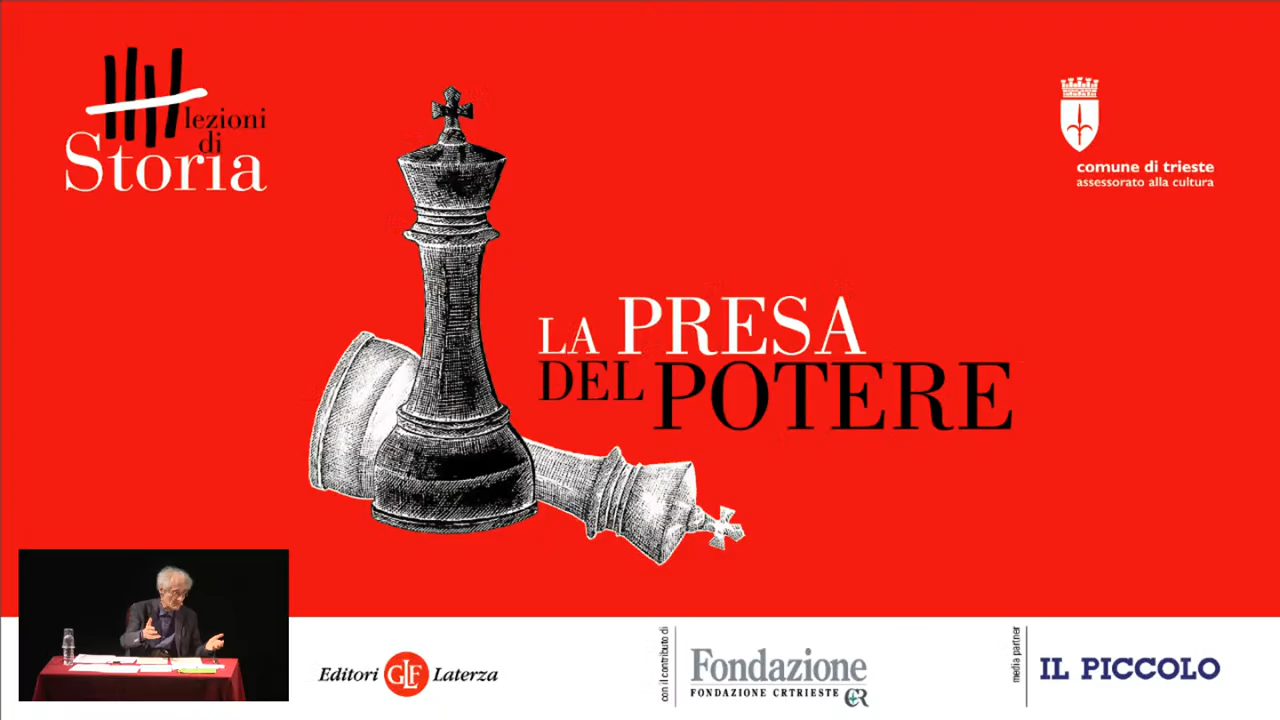 lezioni
di
Storia
comune di trieste
assessorato alla cultura
LA PRESA
DEL POTERE
Editori GLF Laterza
con il contributo di
Fondazione
FONDAZIONE CRTRIESTE
CR
media partner
IL PICCOLO